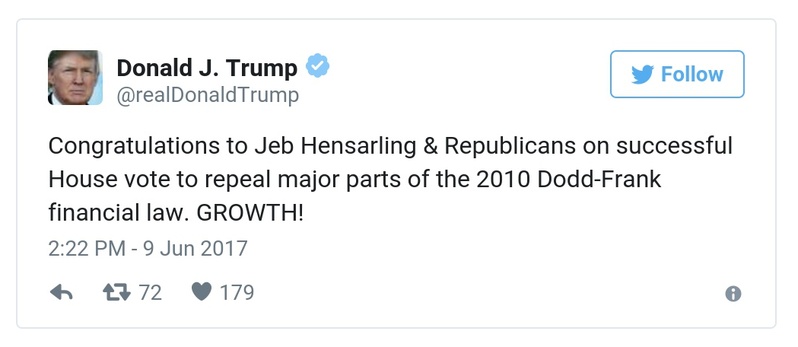 Donald J. Trump
@realDonaldTrump
Follow
Congratulations to Jeb Hensarling & Republicans on successful
House vote to repeal major parts of the 2010 Dodd-Frank
financial law. GROWTH!
2:22 PM - 9 Jun 2017
72 179